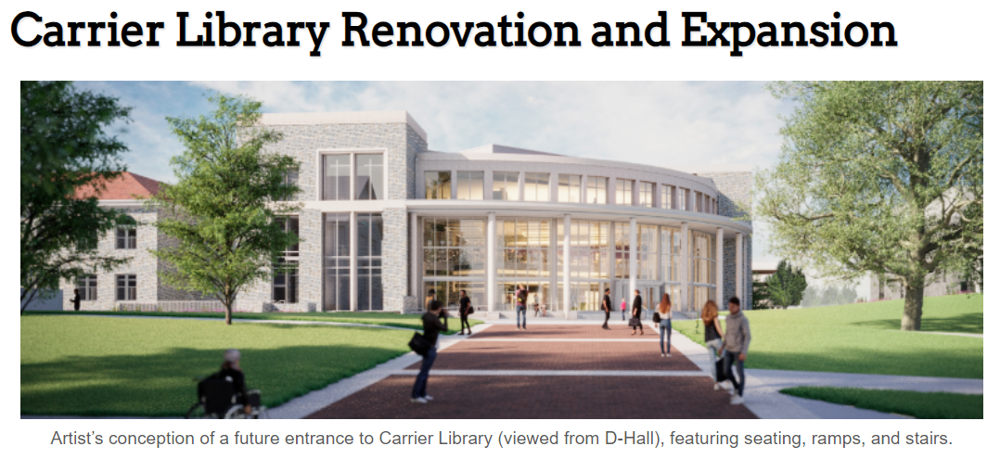 Carrier Library Renovation and Expansion
Artist’s conception of a future entrance to Carrier Library (viewed from D-Hall), featuring seating, ramps, and stairs.